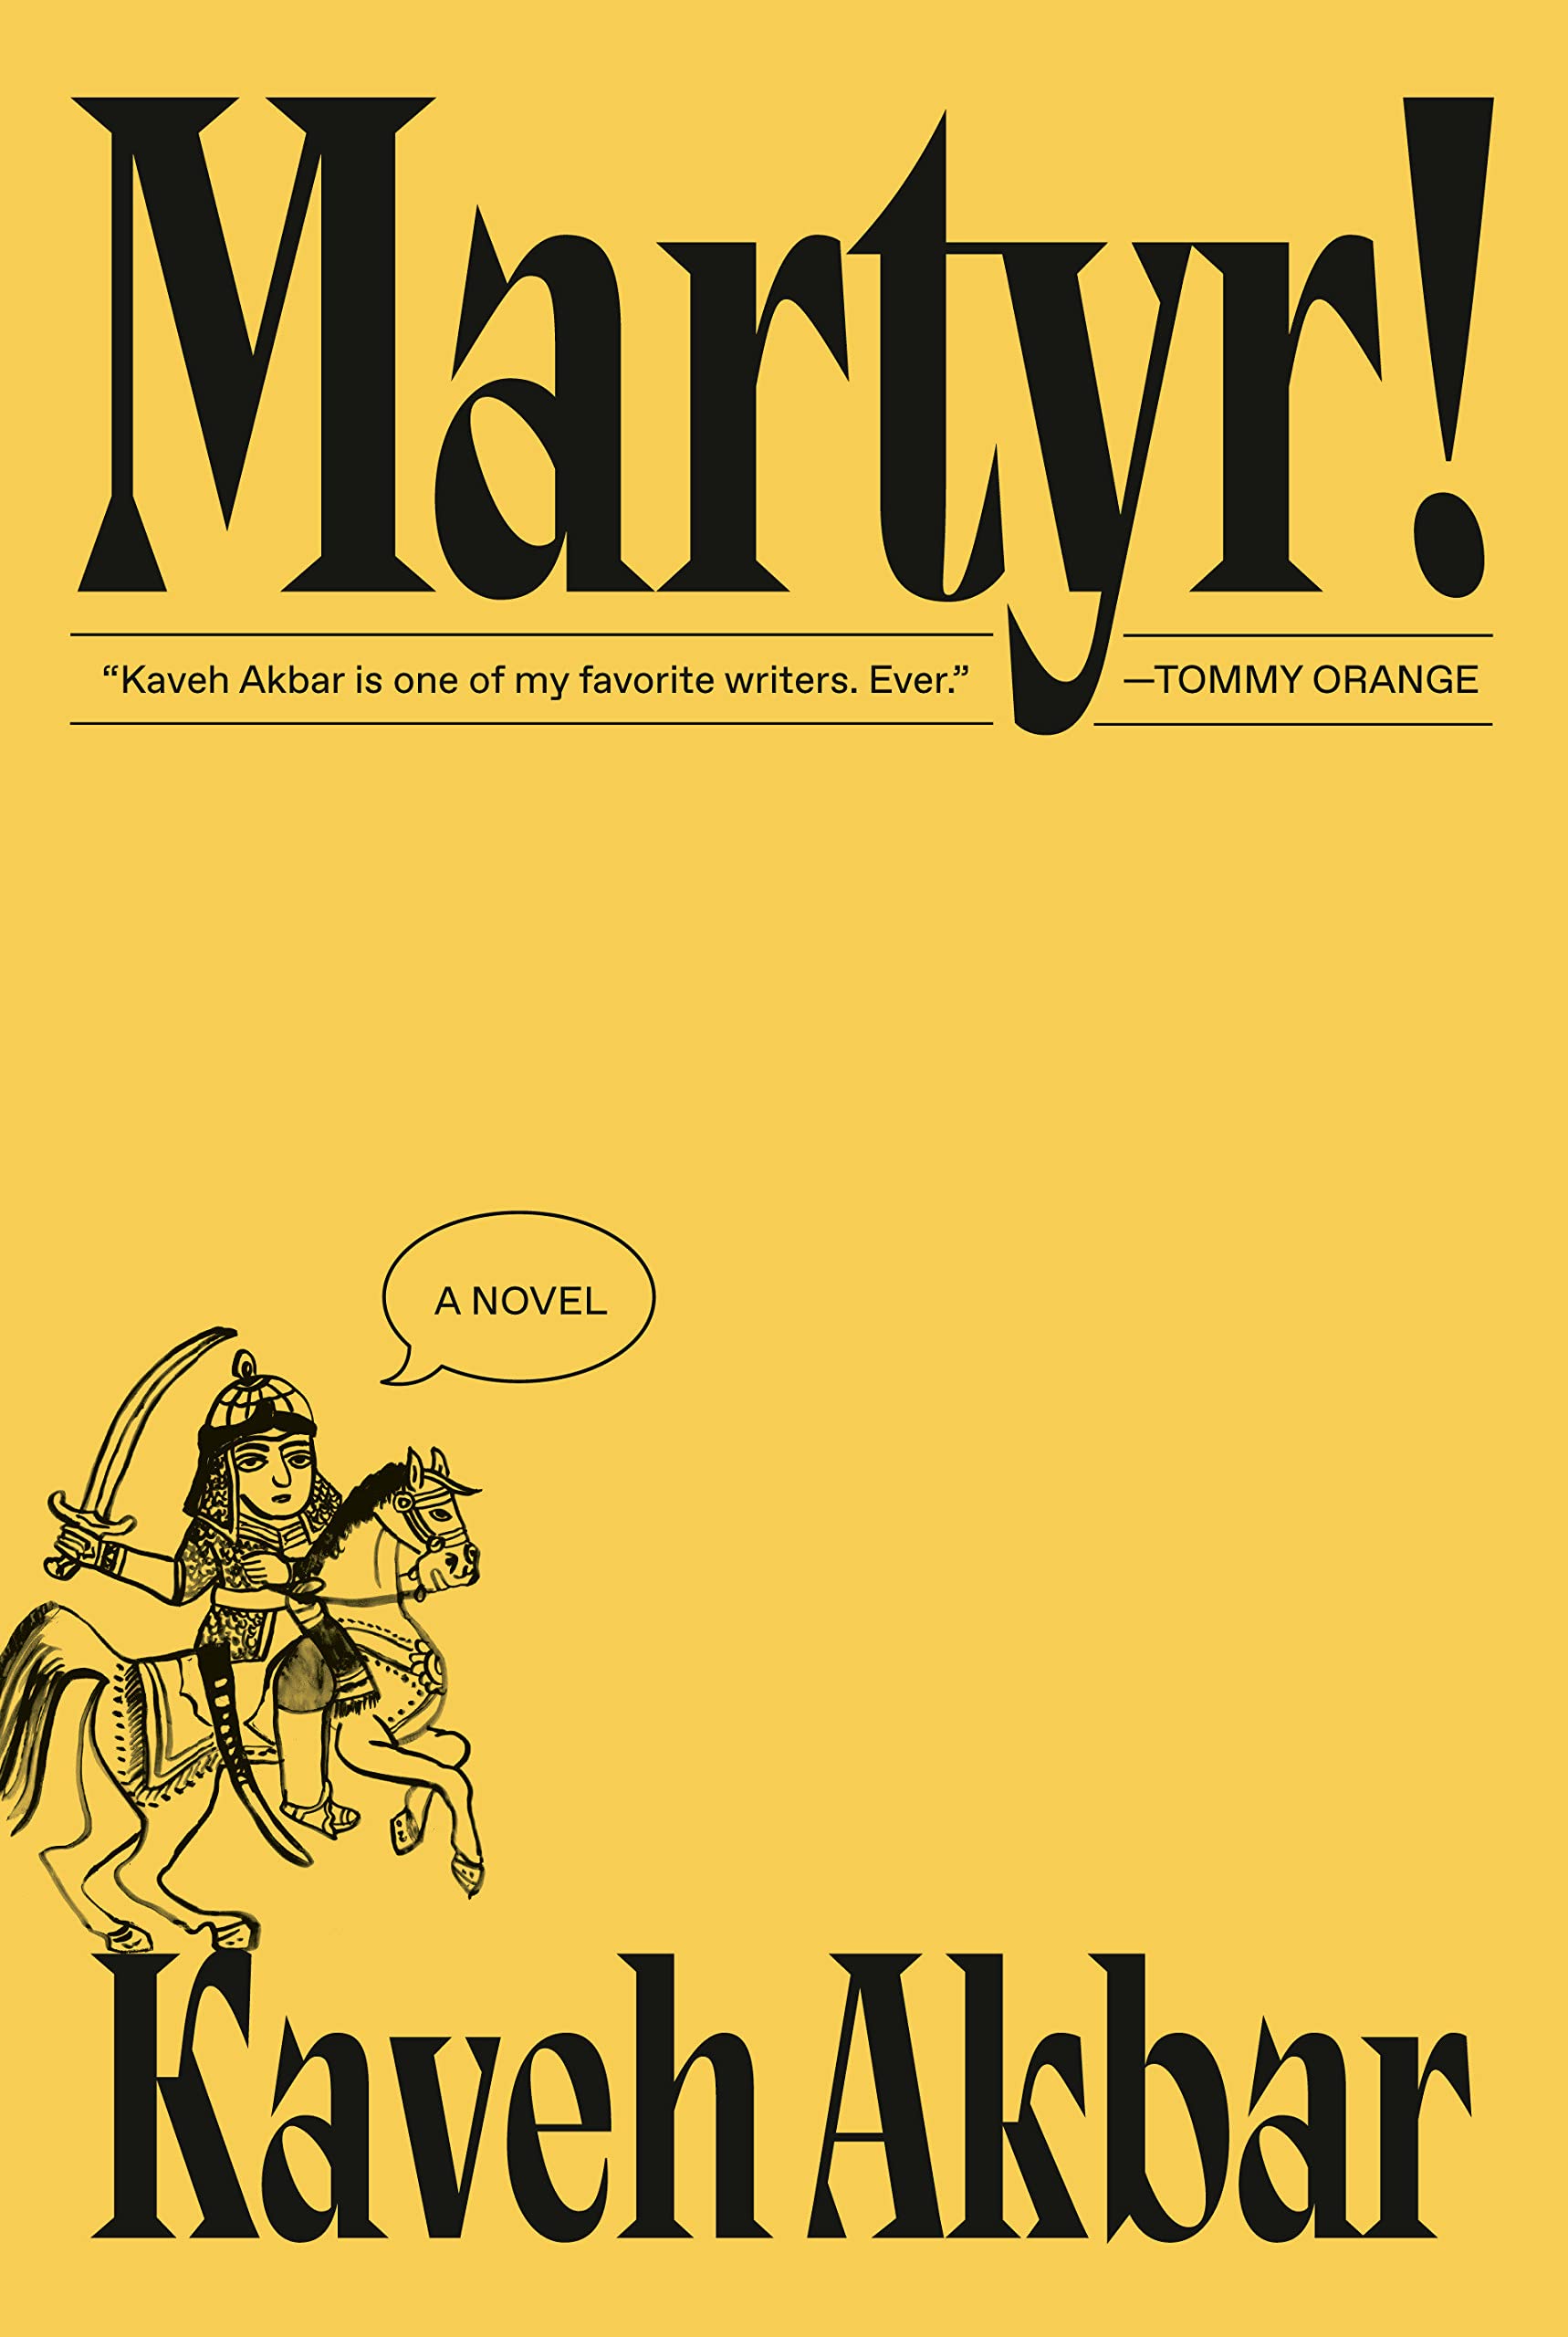 Martyr!
“Kaveh Akbar is one of my favorite writers. Ever.” —TOMMY ORANGE
A NOVEL
Kaveh Akbar